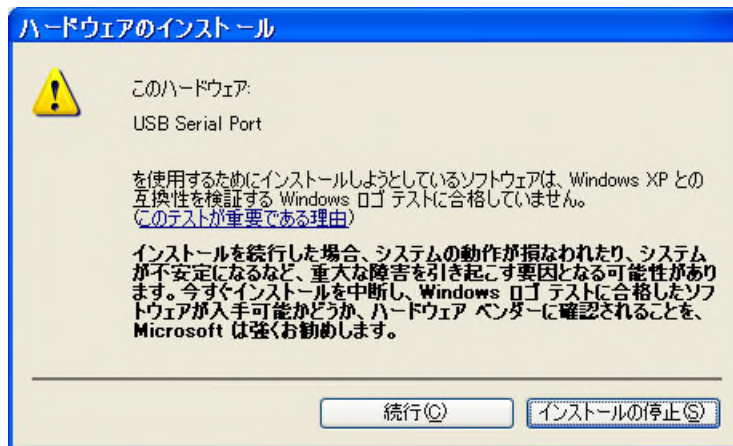 ハードウェアのインストール
このハードウェア:
USB Serial Port
を使用するためにインストールしようとしているソフトウェアは、Windows XP との
互換性を検証する Windows ロゴ テストに合格していません。
(このテストが重要である理由)
インストールを続行した場合、システムの動作が損なわれたり、システム
が不安定になるなど、重大な障害を引き起こす要因となる可能性があり
ます。今すぐインストールを中断し、Windows ロゴ テストに合格したソフ
トウェアが入手可能かどうか、ハードウェア ベンダーに確認されることを、
Microsoft は強くお勧めします。
続行(C)
インストールの停止(S)